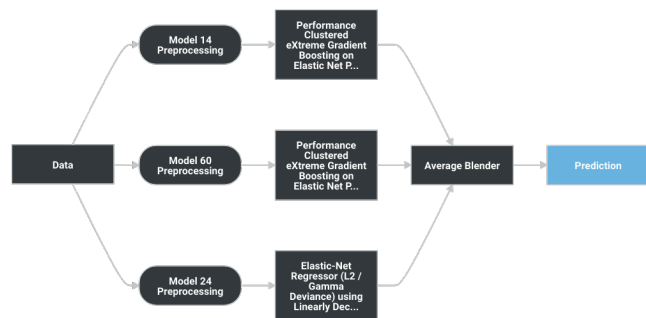 Model 14
Preprocessing
Performance
Clustered
eXtreme Gradient
Boosting on
Elastic Net P...
Data
Model 60
Preprocessing
Performance
Clustered
eXtreme Gradient
Boosting on
Elastic Net P...
Average Blender
Prediction
Model 24
Preprocessing
Elastic-Net
Regressor (L2 /
Gamma
Deviance) using
Linearly Dec...